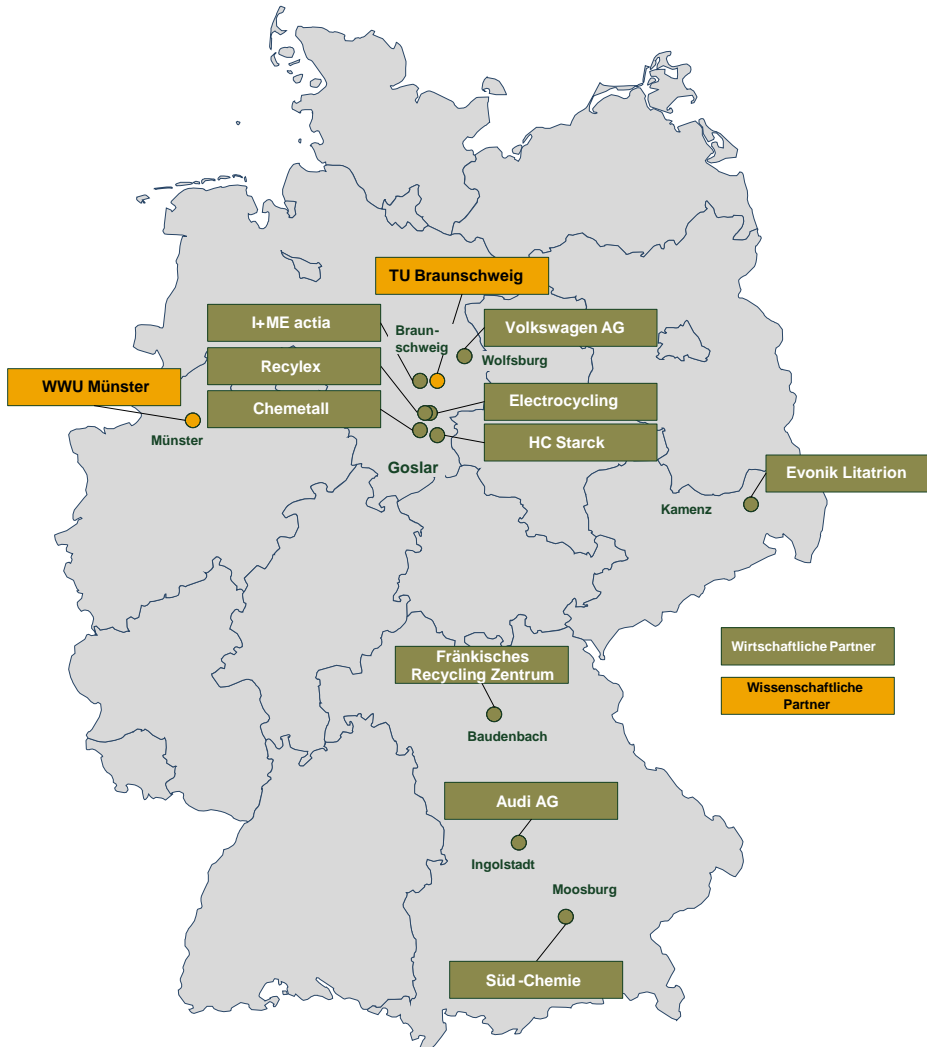 TU Braunschweig
I+ME actia
Braun-
schweig
Volkswagen AG
Wolfsburg
Recylex
WWU Münster
Chemetall
Electrocycling
Münster
HC Starck
Goslar
Evonik Litatrion
Kamenz
Wirtschaftliche Partner
Fränkisches
Recycling Zentrum
Wissenschaftliche
Partner
Baudenbach
Audi AG
Ingolstadt
Moosburg
Süd -Chemie